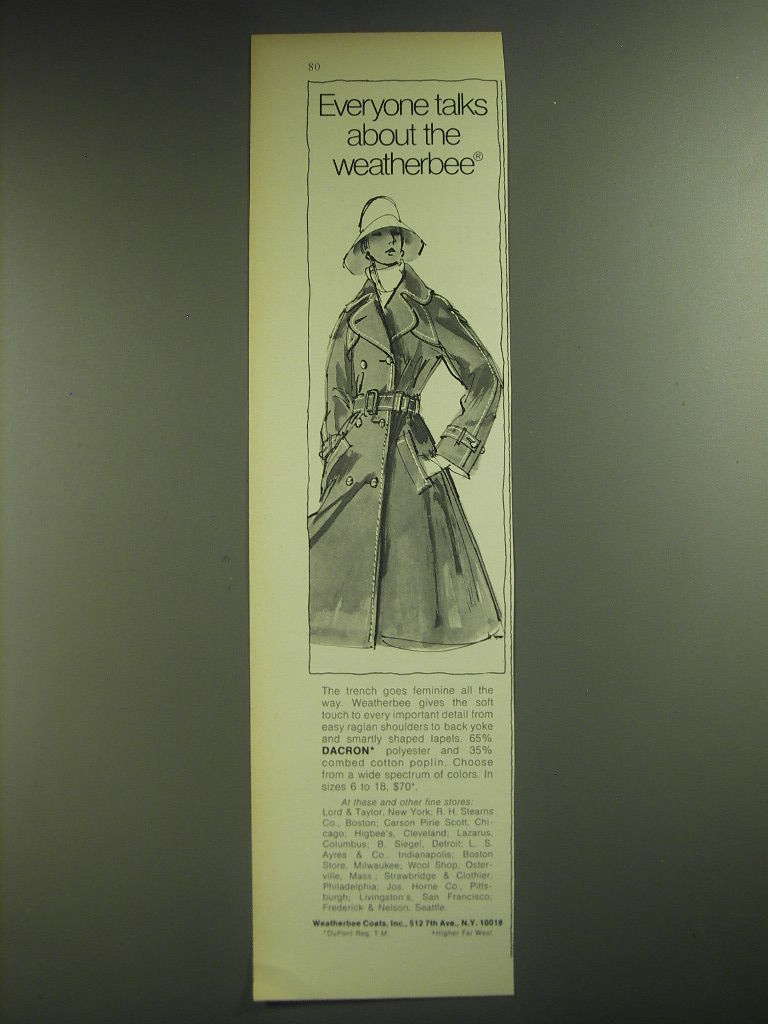 80
Everyone talks
about the
weatherbee®
The trench goes feminine all the
way. Weatherbee gives the soft
touch to every important detail from
easy raglan shoulders to back yoke
and smartly shaped lapels. 65%
DACRON* polyester and 35%
combed cotton poplin. Choose
from a wide spectrum of colors. In
sizes 6 to 18, $70†.
At these and other fine stores:
Lord & Taylor, New York; R. H. Stearns
Co., Boston; Carson Pirie Scott, Chi-
cago; Higbee's, Cleveland; Lazarus,
Columbus; B. Siegel, Detroit; L. S.
Ayres & Co., Indianapolis; Boston
Store, Milwaukee; Wool Shop, Oster-
ville, Mass.; Strawbridge & Clothier,
Philadelphia; Jos. Horne Co., Pitts-
burgh; Livingston's, San Francisco;
Frederick & Nelson, Seattle.
Weatherbee Coats, Inc., 512 7th Ave., N.Y. 10018
*DuPont Reg. T.M. †Higher Far West